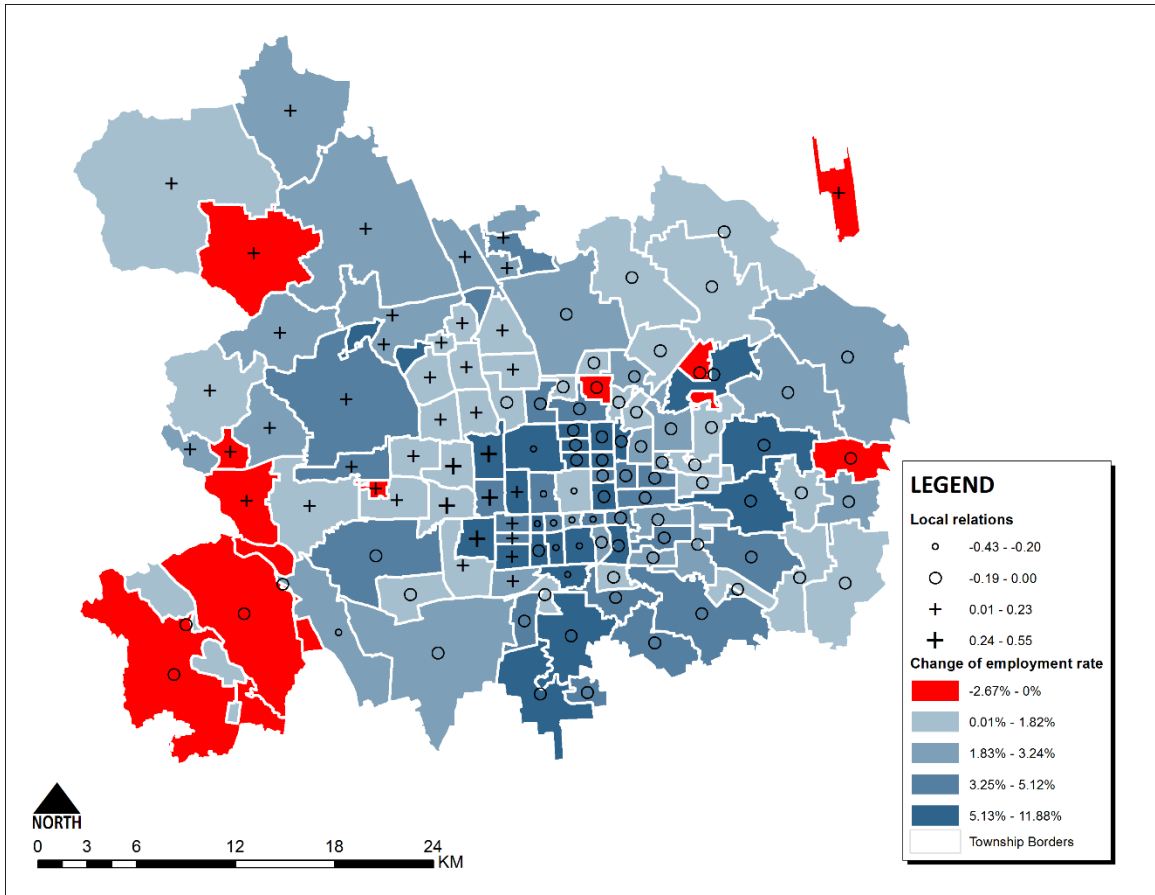 LEGEND
Local relations
-0.43 - -0.20
-0.19 - 0.00
0.01 - 0.23
0.24 - 0.55
Change of employment rate
-2.67% - 0%
0.01% - 1.82%
1.83% - 3.24%
3.25% - 5.12%
5.13% - 11.88%
Township Borders
NORTH
0 3 6 12 18 24
KM